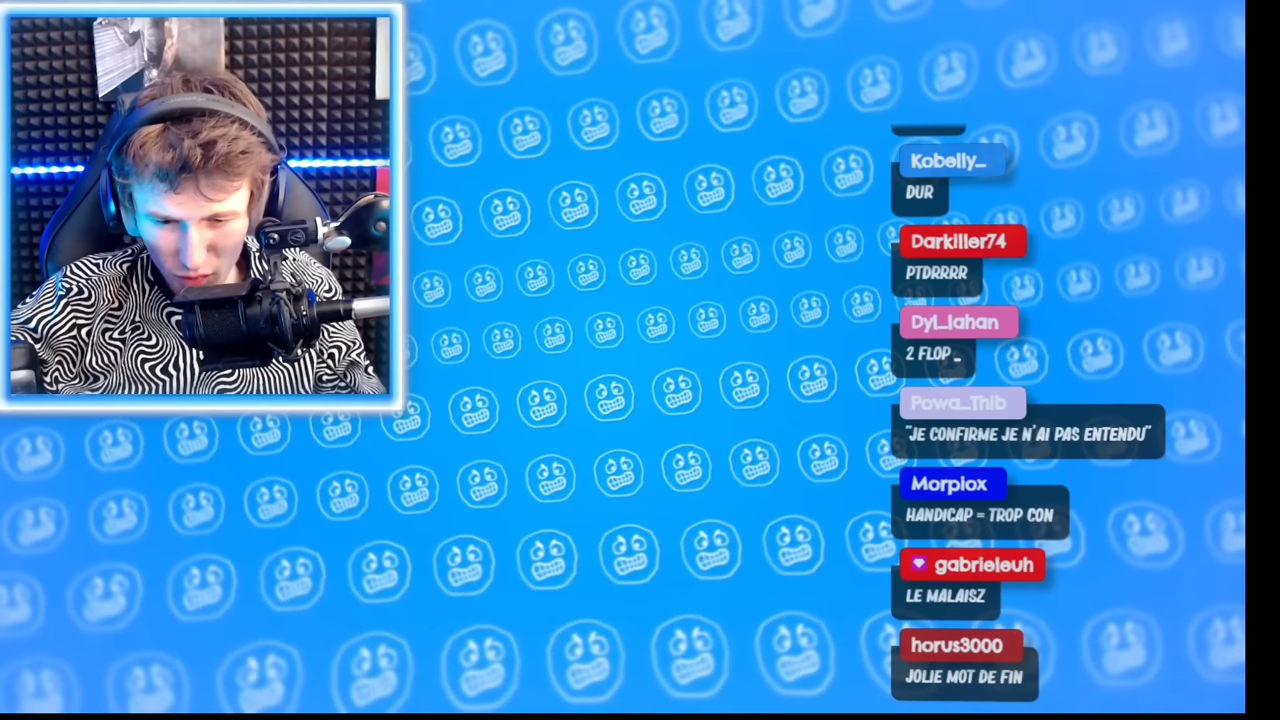 Kobelly_
DUR
Darkiller74
PTDRRRR
Dyl_lahan
2 FLOP _
Powa_Thib
"JE CONFIRME JE N'AI PAS ENTENDU"
Morpiox
HANDICAP = TROP CON
gabrieleuh
LE MALAISZ
horus3000
JOLIE MOT DE FIN